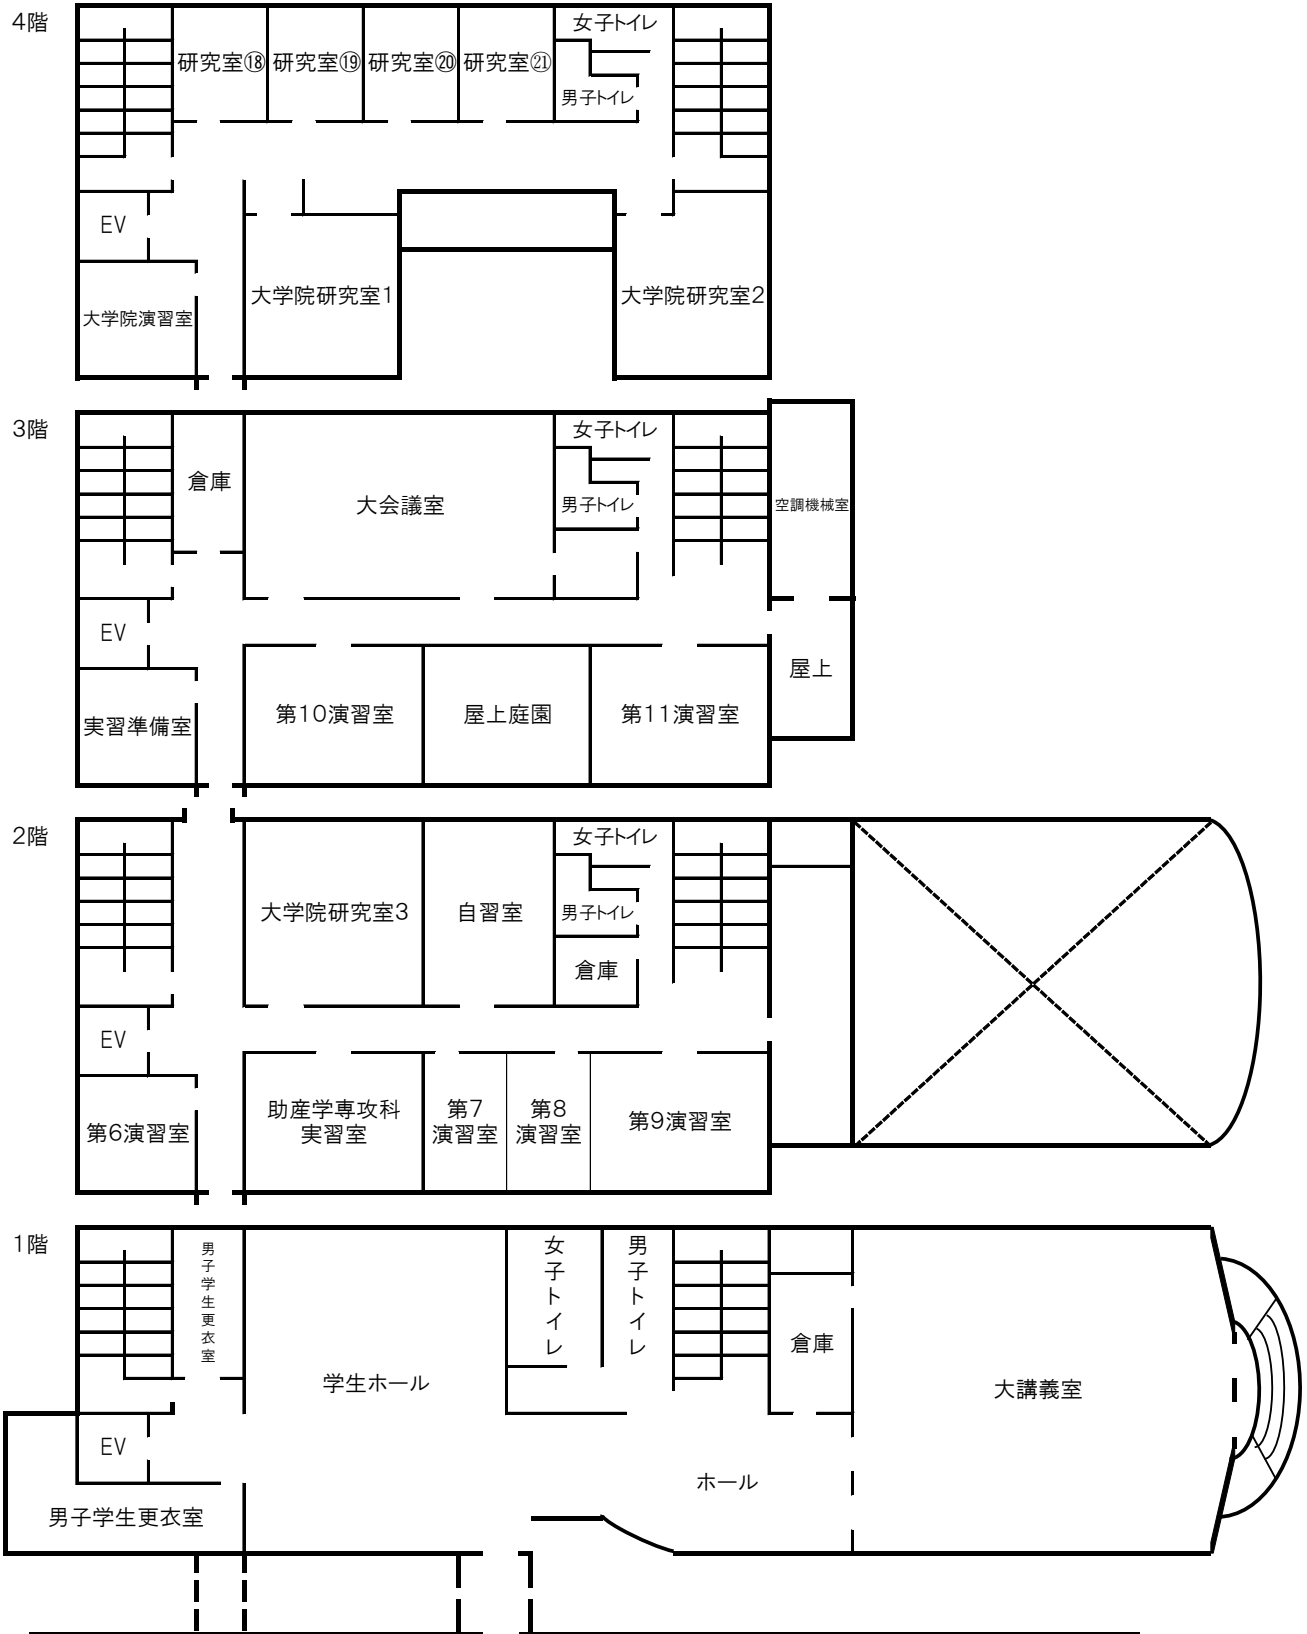 4階
女子トイレ
研究室⑱
研究室⑲
研究室⑳
研究室㉑
男子トイレ
EV
大学院研究室1
大学院研究室2
大学院演習室
3階
女子トイレ
倉庫
大会議室
男子トイレ
空調機械室
EV
屋上
実習準備室
第10演習室
屋上庭園
第11演習室
2階
女子トイレ
大学院研究室3
自習室
男子トイレ
倉庫
EV
第6演習室
助産学専攻科
実習室
第7
演習室
第8
演習室
第9演習室
1階
男子学生更衣室
女子トイレ
男子トイレ
倉庫
学生ホール
大講義室
EV
ホール
男子学生更衣室